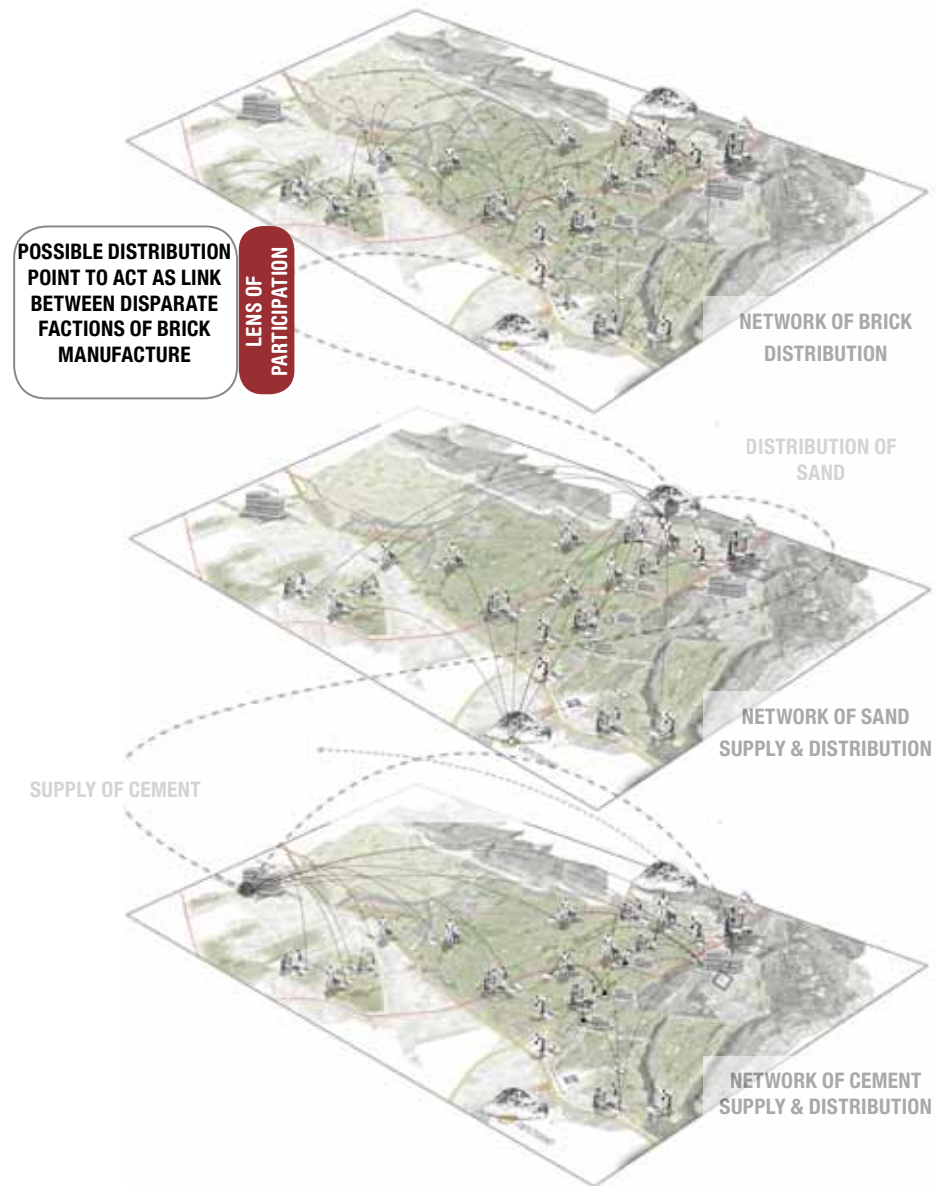 POSSIBLE DISTRIBUTION
POINT TO ACT AS LINK
BETWEEN DISPARATE
FACTIONS OF BRICK
MANUFACTURE
LENS OF
PARTICIPATION
NETWORK OF BRICK
DISTRIBUTION
DISTRIBUTION OF
SAND
NETWORK OF SAND
SUPPLY & DISTRIBUTION
SUPPLY OF CEMENT
NETWORK OF CEMENT
SUPPLY & DISTRIBUTION